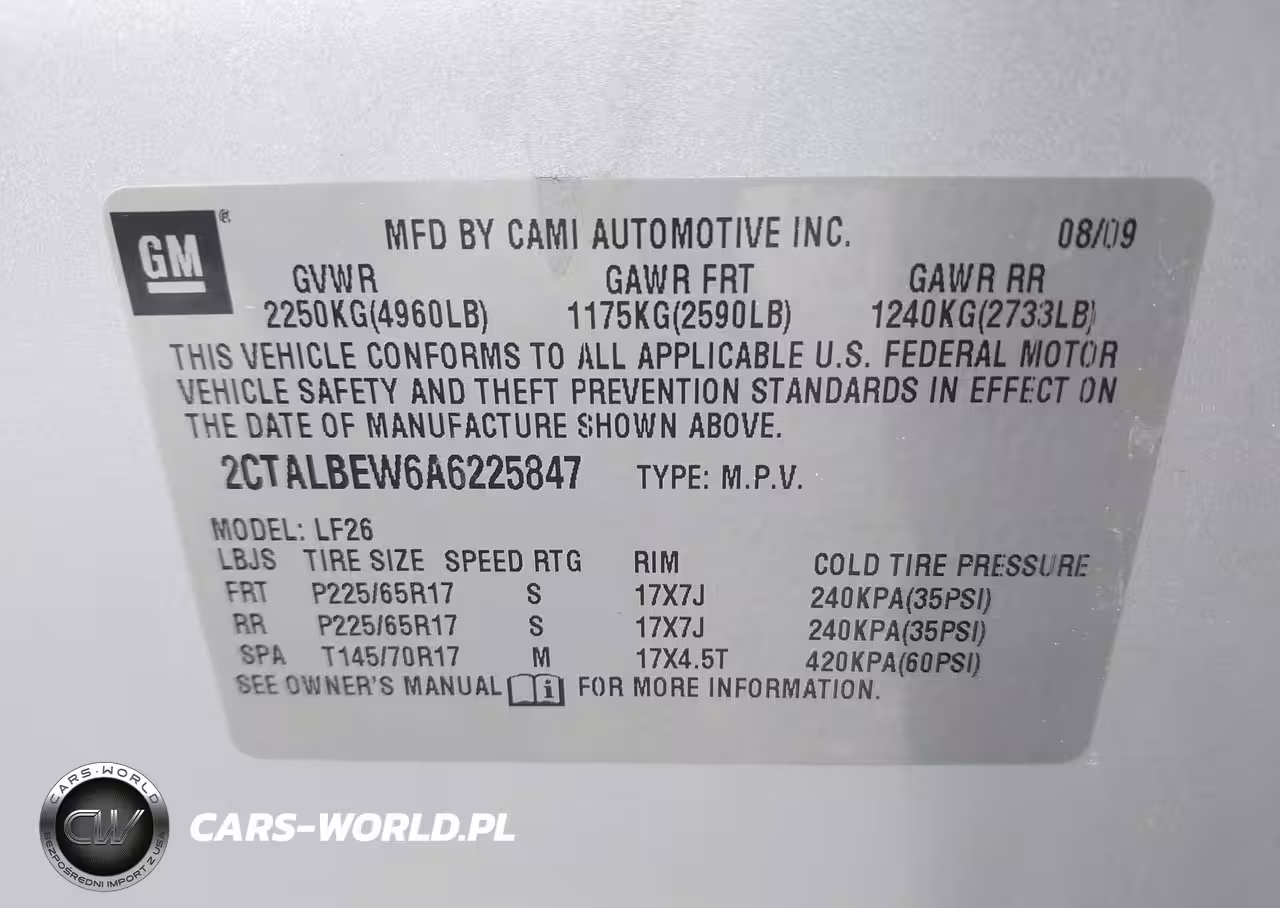 GM ®
MFD BY CAMI AUTOMOTIVE INC. 08/09
GVWR GAWR FRT GAWR RR
2250KG(4960LB) 1175KG(2590LB) 1240KG(2733LB)
THIS VEHICLE CONFORMS TO ALL APPLICABLE U.S. FEDERAL MOTOR
VEHICLE SAFETY AND THEFT PREVENTION STANDARDS IN EFFECT ON
THE DATE OF MANUFACTURE SHOWN ABOVE.
2CTALBEW6A6225847 TYPE: M.P.V.
MODEL: LF26
LBJS TIRE SIZE SPEED RTG RIM COLD TIRE PRESSURE
FRT P225/65R17 S 17X7J 240KPA(35PSI)
RR P225/65R17 S 17X7J 240KPA(35PSI)
SPA T145/70R17 M 17X4.5T 420KPA(60PSI)
SEE OWNER'S MANUAL i FOR MORE INFORMATION.
CARS-WORLD
CW
BEZPOŚREDNI IMPORT Z USA
CARS-WORLD.PL